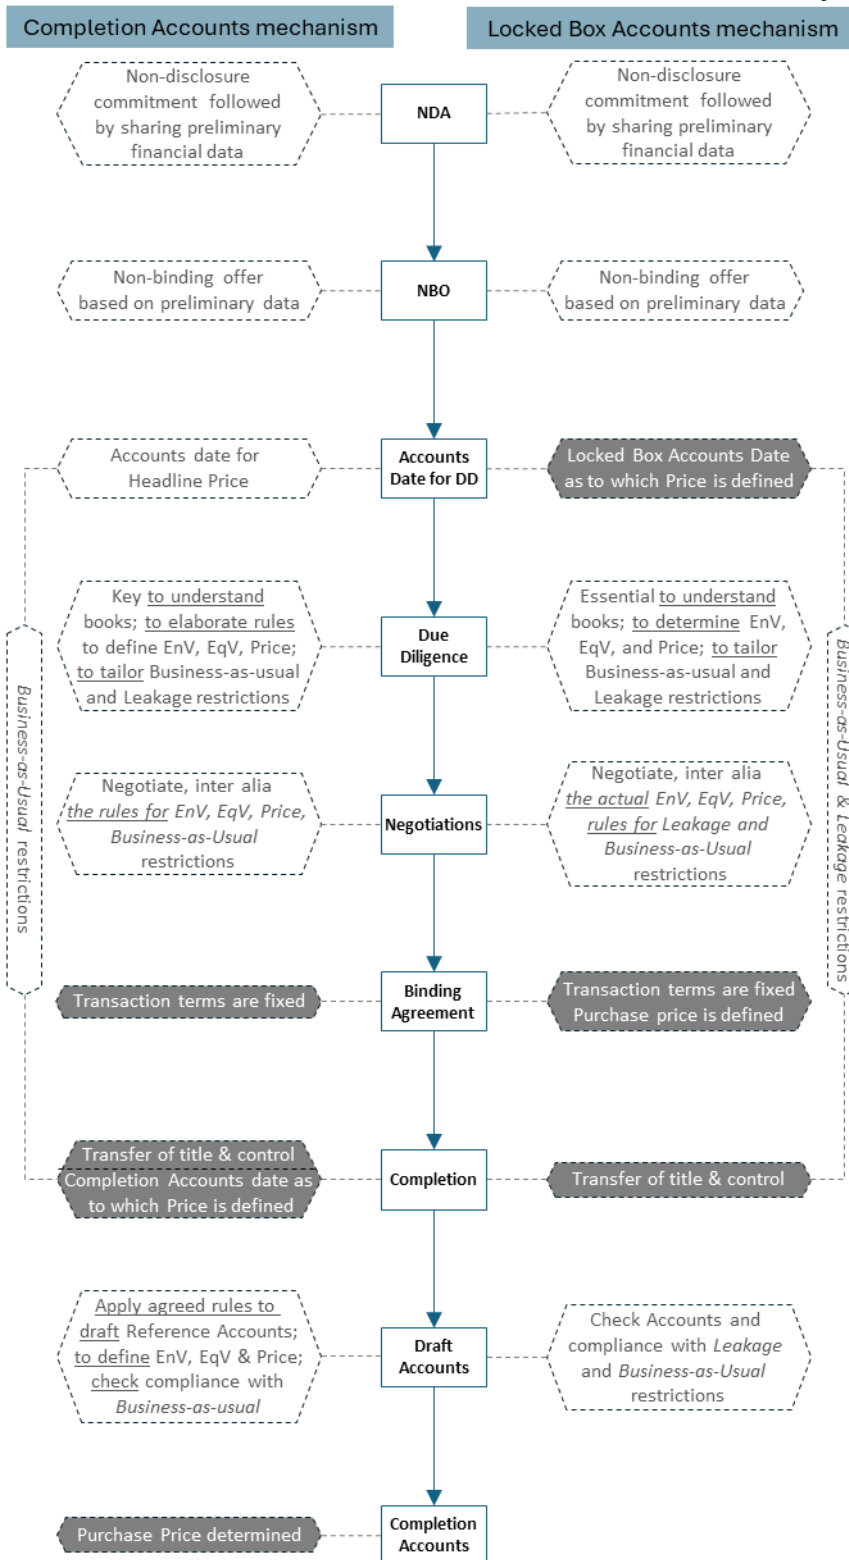 Completion Accounts mechanism
Locked Box Accounts mechanism
Non-disclosure
commitment followed
by sharing preliminary
financial data
NDA
Non-disclosure
commitment followed
by sharing preliminary
financial data
Non-binding offer
based on preliminary data
NBO
Non-binding offer
based on preliminary data
Accounts date for
Headline Price
Accounts
Date for DD
Locked Box Accounts Date
as to which Price is defined
Key to understand
books; to elaborate rules
to define EnV, EqV, Price;
to tailor Business-as-usual
and Leakage restrictions
Due
Diligence
Essential to understand
books; to determine EnV,
EqV, and Price; to tailor
Business-as-usual and
Leakage restrictions
Business-as-Usual restrictions
Business-as-Usual & Leakage restrictions
Negotiate, inter alia
the rules for EnV, EqV, Price,
Business-as-Usual
restrictions
Negotiations
Negotiate, inter alia
the actual EnV, EqV, Price,
rules for Leakage and
Business-as-Usual
restrictions
Transaction terms are fixed
Binding
Agreement
Transaction terms are fixed
Purchase price is defined
Transfer of title & control
Completion Accounts date as
to which Price is defined
Completion
Transfer of title & control
Apply agreed rules to
draft Reference Accounts;
to define EnV, EqV & Price;
check compliance with
Business-as-usual
Draft
Accounts
Check Accounts and
compliance with Leakage
and Business-as-Usual
restrictions
Purchase Price determined
Completion
Accounts